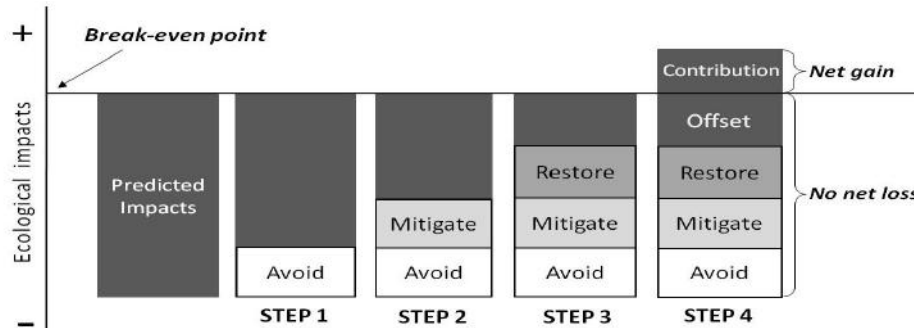 +
Break-even point
Contribution
Net gain
Ecological impacts
Offset
Predicted
Impacts
Restore
Restore
No net loss
Mitigate
Mitigate
Mitigate
Avoid
Avoid
Avoid
Avoid
–
STEP 1
STEP 2
STEP 3
STEP 4